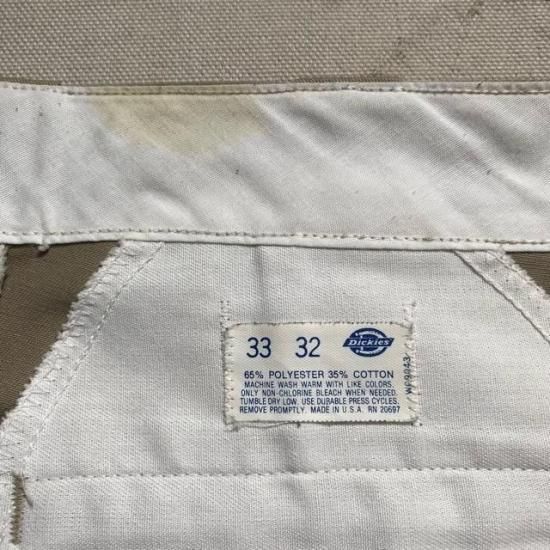 33 32 Dickies
65% POLYESTER 35% COTTON
MACHINE WASH WARM WITH LIKE COLORS.
ONLY NON-CHLORINE BLEACH WHEN NEEDED.
TUMBLE DRY LOW. USE DURABLE PRESS CYCLES.
REMOVE PROMPTLY. MADE IN U.S.A. RN 20697